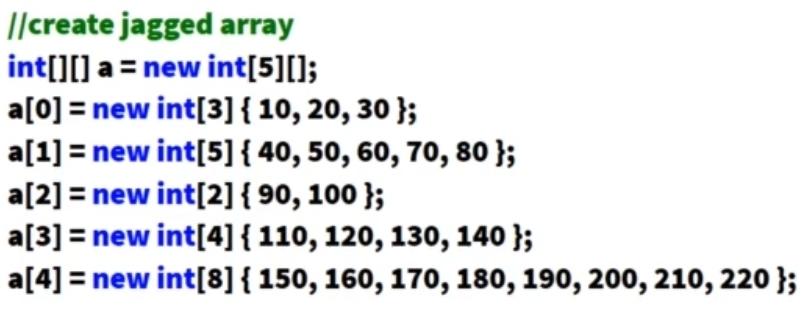 //create jagged array
int[][] a = new int[5][];
a[0] = new int[3] { 10, 20, 30 };
a[1] = new int[5] { 40, 50, 60, 70, 80 };
a[2] = new int[2] { 90, 100 };
a[3] = new int[4] { 110, 120, 130, 140 };
a[4] = new int[8] { 150, 160, 170, 180, 190, 200, 210, 220 };